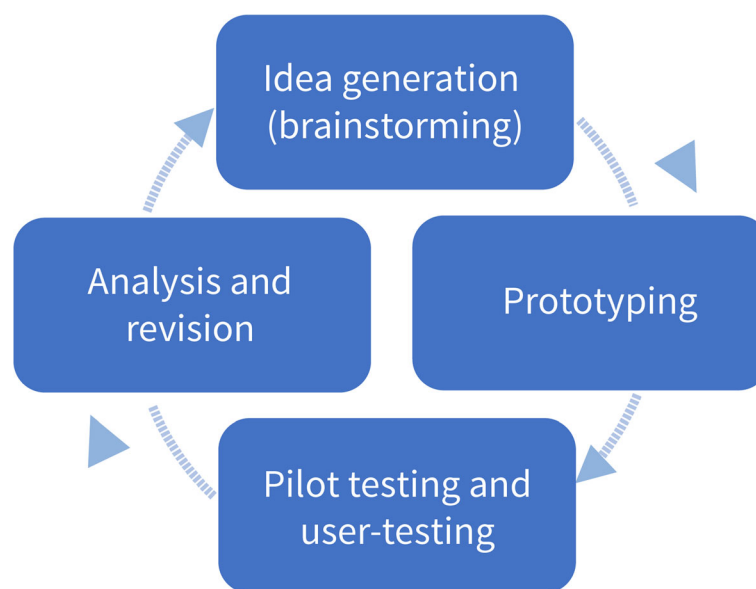 Idea generation
(brainstorming)
Prototyping
Pilot testing and
user-testing
Analysis and
revision